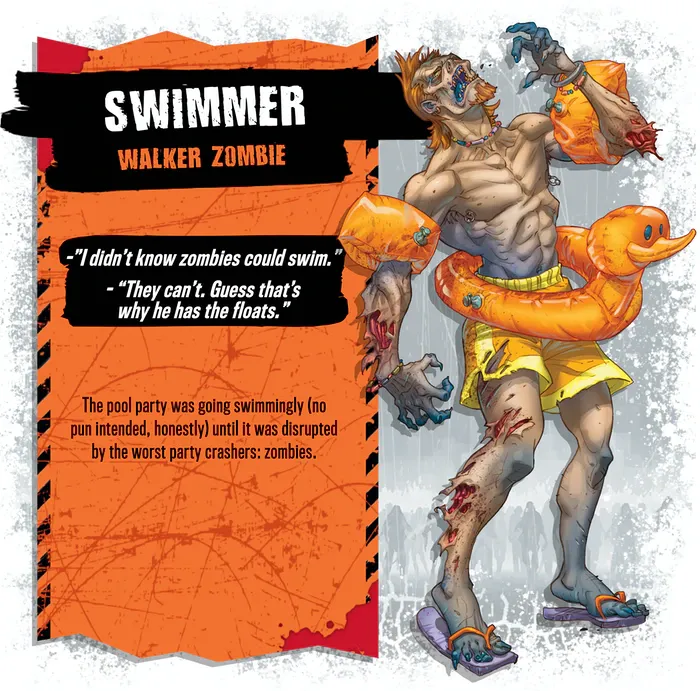 SWIMMER
WALKER ZOMBIE
-"I didn't know zombies could swim."
- "They can't. Guess that's
why he has the floats."
The pool party was going swimmingly (no
pun intended, honestly) until it was disrupted
by the worst party crashers: zombies.